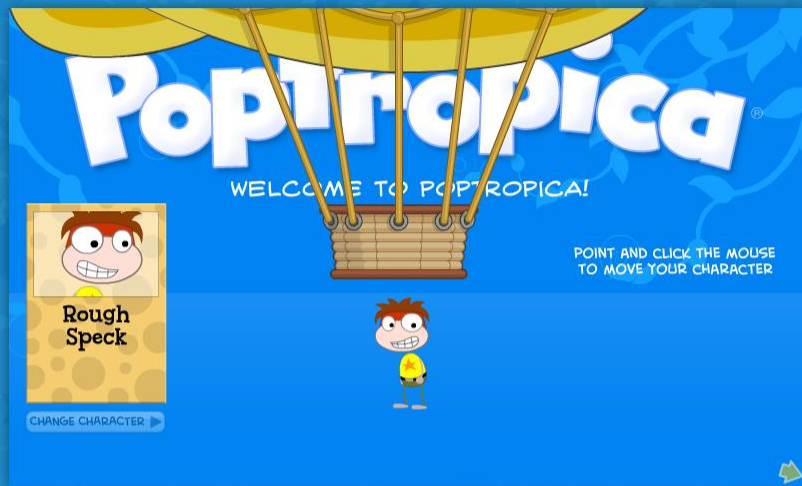 Poptropica®
WELCOME TO POPTROPICA!
POINT AND CLICK THE MOUSE
TO MOVE YOUR CHARACTER
Rough
Speck
CHANGE CHARACTER